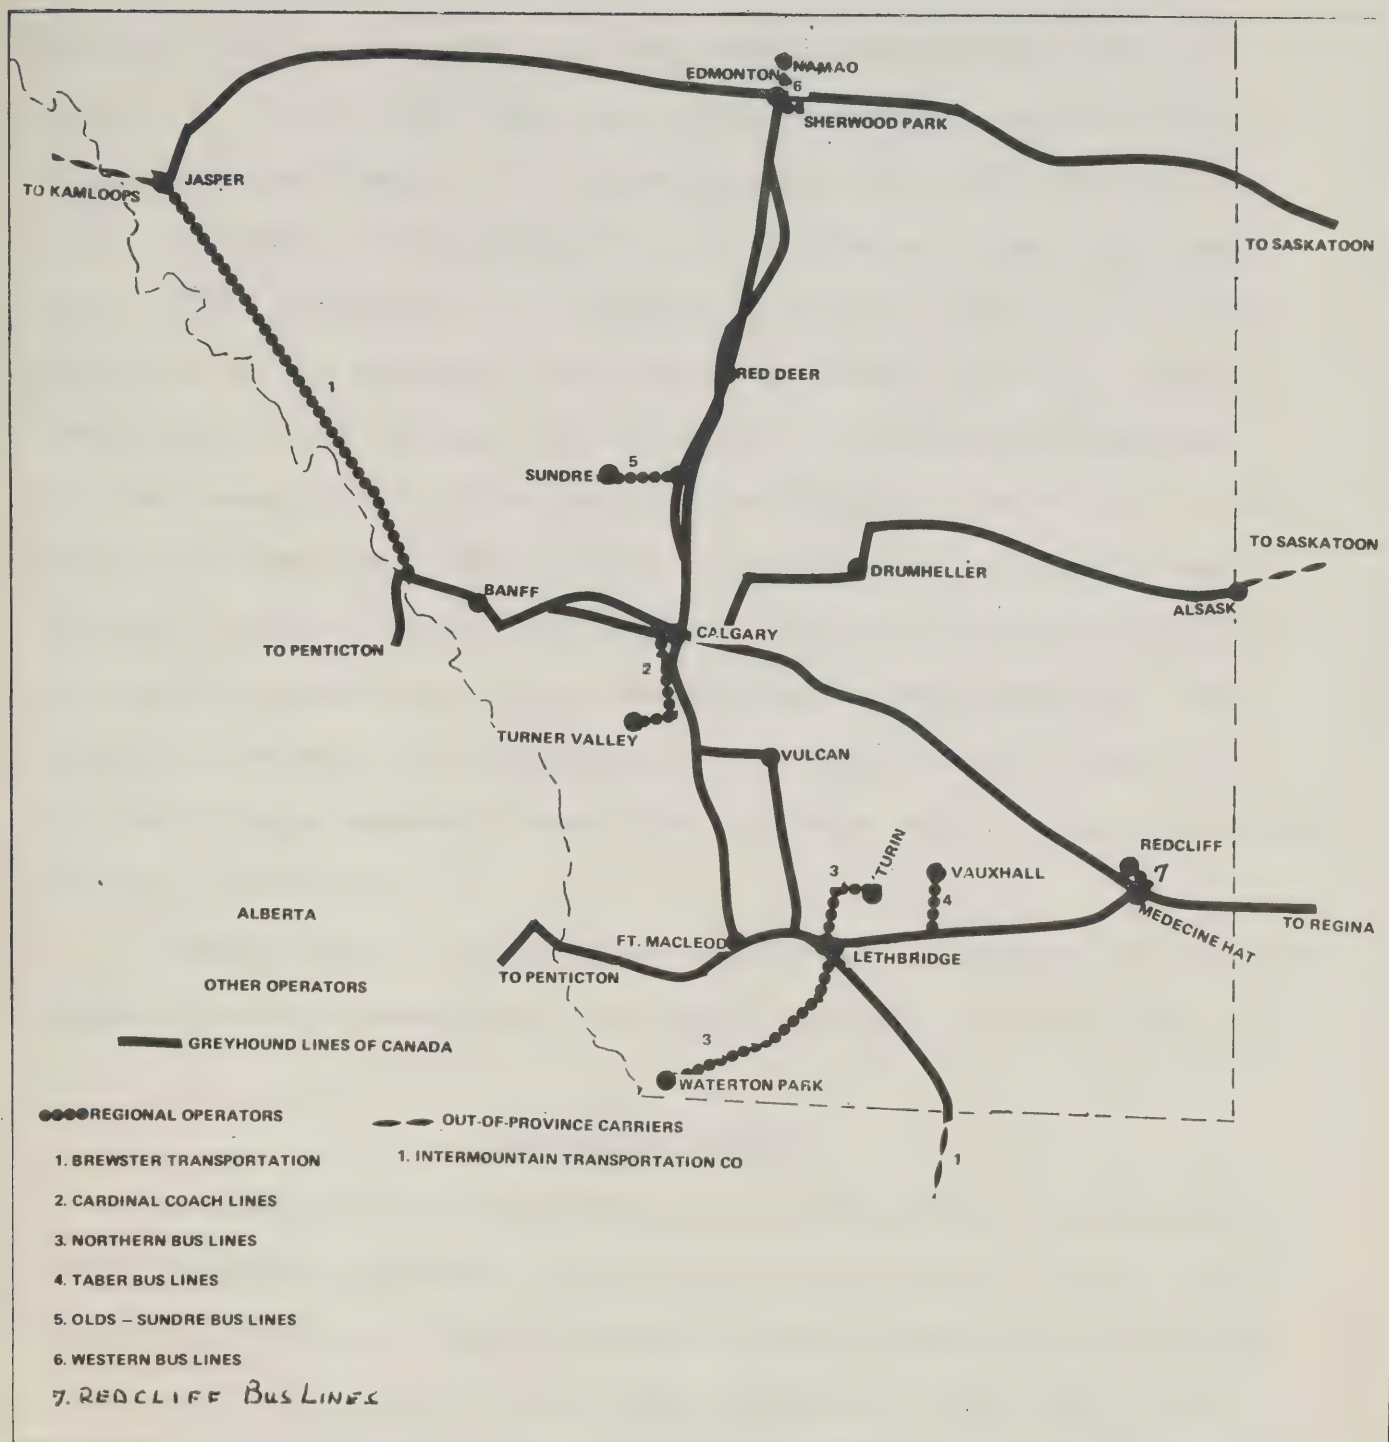 NAMAO
EDMONTON
6
SHERWOOD PARK
JASPER
TO KAMLOOPS
TO SASKATOON
1
RED DEER
5
SUNDRE
TO SASKATOON
DRUMHELLER
BANFF
ALSASK
CALGARY
TO PENTICTON
2
TURNER VALLEY
VULCAN
TURIN
REDCLIFF
3
VAUXHALL
7
4
ALBERTA
MEDECINE HAT
TO REGINA
FT. MACLEOD
LETHBRIDGE
TO PENTICTON
OTHER OPERATORS
GREYHOUND LINES OF CANADA
3
WATERTON PARK
REGIONAL OPERATORS
OUT-OF-PROVINCE CARRIERS
1
1. BREWSTER TRANSPORTATION
1. INTERMOUNTAIN TRANSPORTATION CO
2. CARDINAL COACH LINES
3. NORTHERN BUS LINES
4. TABER BUS LINES
5. OLDS – SUNDRE BUS LINES
6. WESTERN BUS LINES
7. REDCLIFF BUS LINES